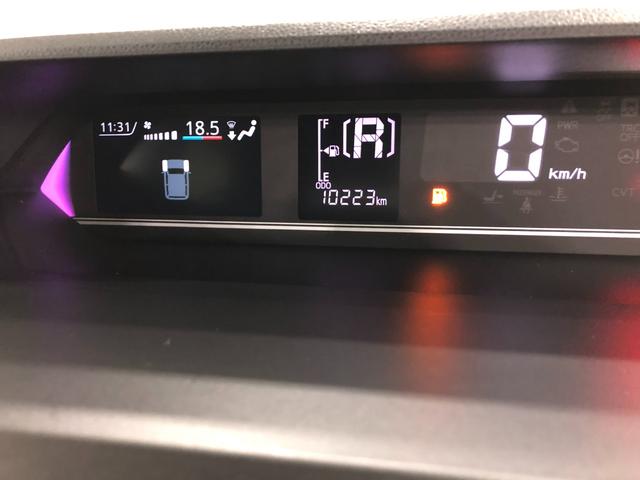 11:31 18.5
F
R
E
ODO
10223km
0
km/h
PWR
CVT